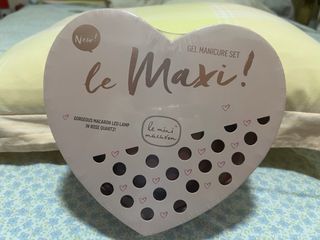 New!
GEL MANICURE SET
le Maxi!
GORGEOUS MACARON LED LAMP
IN ROSE QUARTZ!
le mini
macaron